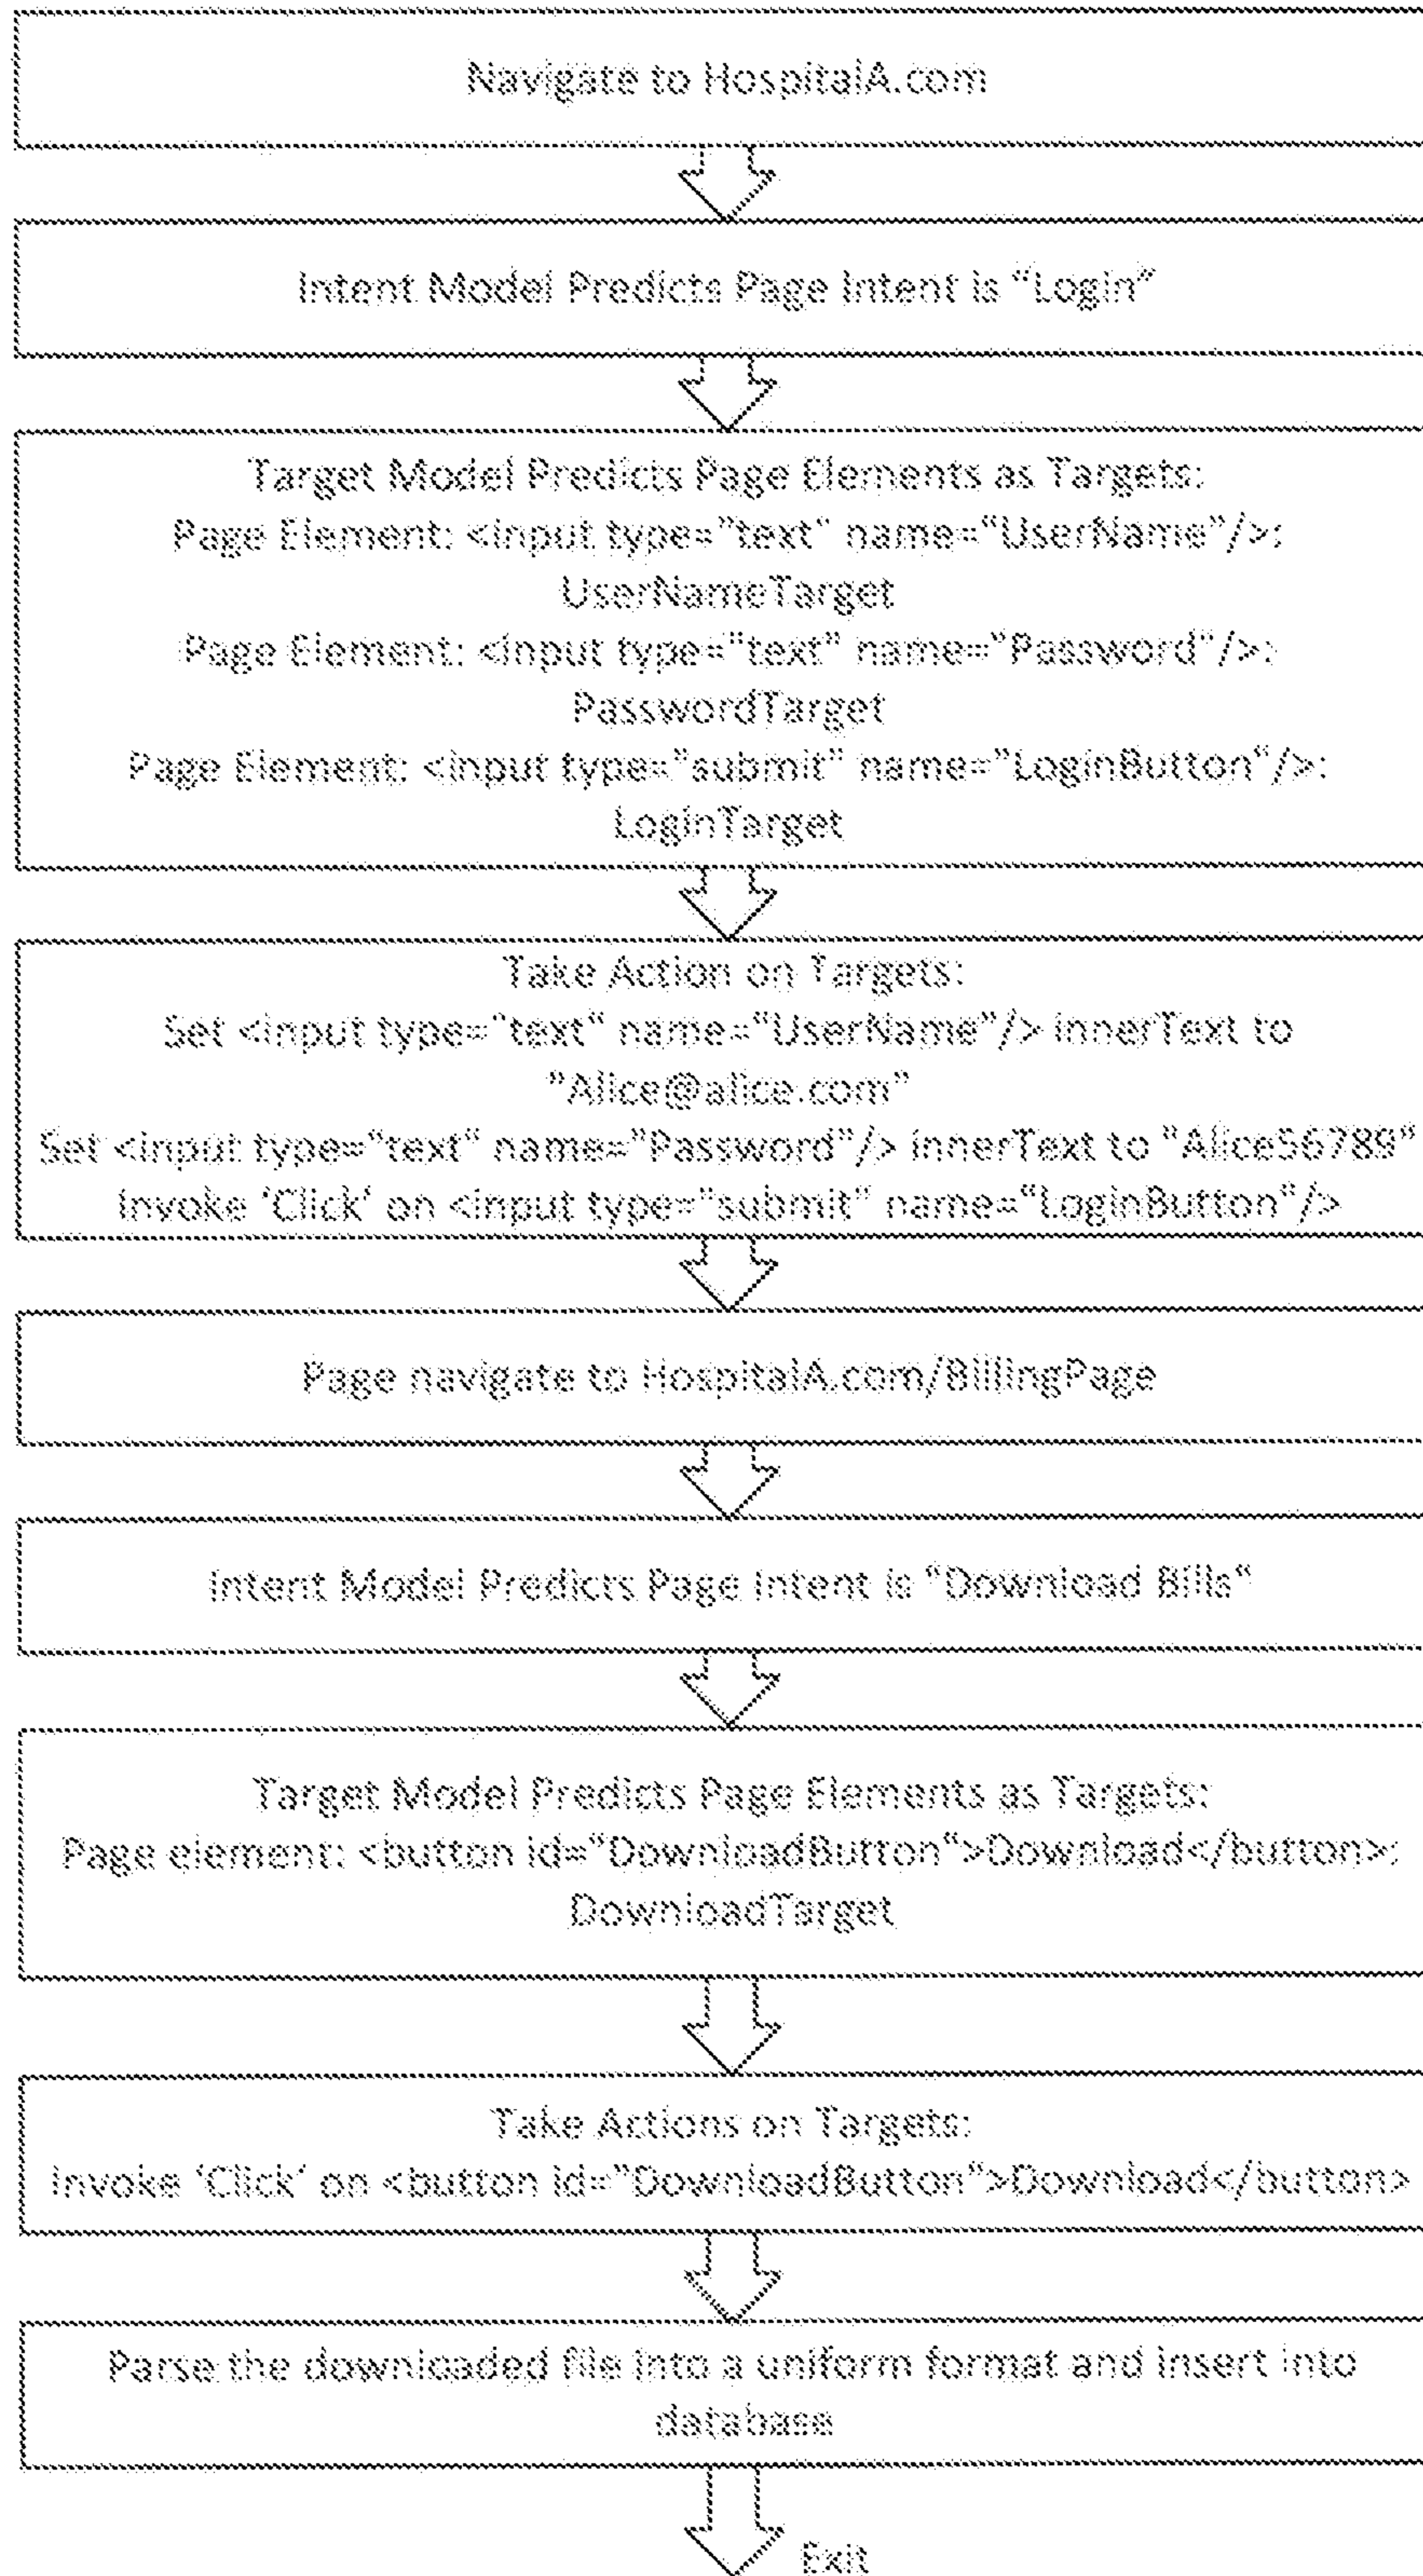 Navigate to HospitalA.com
Intent Model Predicts Page Intent is “Login”
Target Model Predicts Page Elements as Targets:
Page Element: <input type="text" name="UserName"/>:
UserNameTarget
Page Element: <input type="text" name="Password"/>:
PasswordTarget
Page Element: <input type="submit" name="LoginButton"/>:
LoginTarget
Take Action on Targets:
Set <input type="text" name="UserName"/> innerText to
"Alice@alice.com"
Set <input type="text" name="Password"/> innerText to "Alice56789"
Invoke ‘Click’ on <input type="submit" name="LoginButton"/>
Page navigate to HospitalA.com/BillingPage
Intent Model Predicts Page Intent is “Download Bills“
Target Model Predicts Page Elements as Targets:
Page element: <button id="DownloadButton">Download</button>:
DownloadTarget
Take Actions on Targets:
Invoke ‘Click’ on <button id="DownloadButton">Download</button>
Parse the downloaded file into a uniform format and insert into
database
Exit